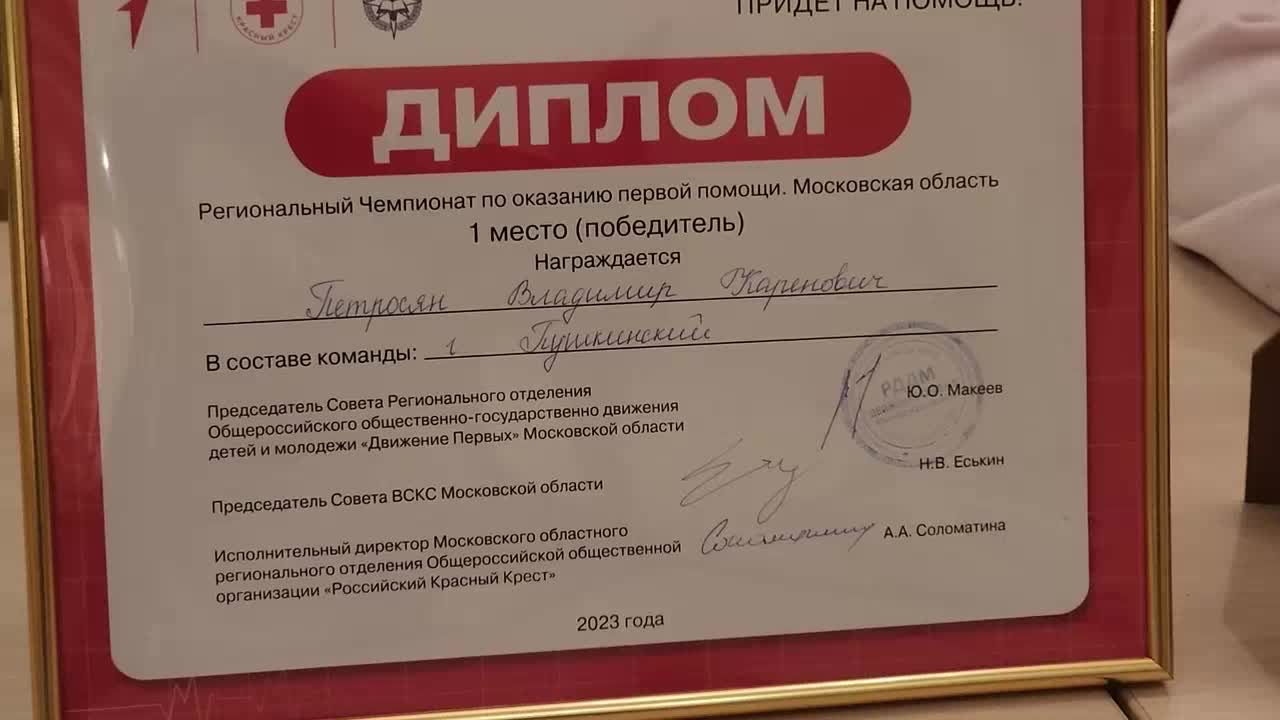 ПРИДЕТ НА ПОМОЩЬ!
КРАСНЫЙ КРЕСТ
ДИПЛОМ
Региональный Чемпионат по оказанию первой помощи. Московская область
1 место (победитель)
Награждается
Петросян Владимир Каренович
В составе команды: г Пушкинский
Председатель Совета Регионального отделения
Общероссийского общественно-государственно движения
детей и молодежи «Движение Первых» Московской области
Ю.О. Макеев
РДДМ
Председатель Совета ВСКС Московской области
Н.В. Еськин
Исполнительный директор Московского областного
регионального отделения Общероссийской общественной
организации «Российский Красный Крест»
А.А. Соломатина
2023 года